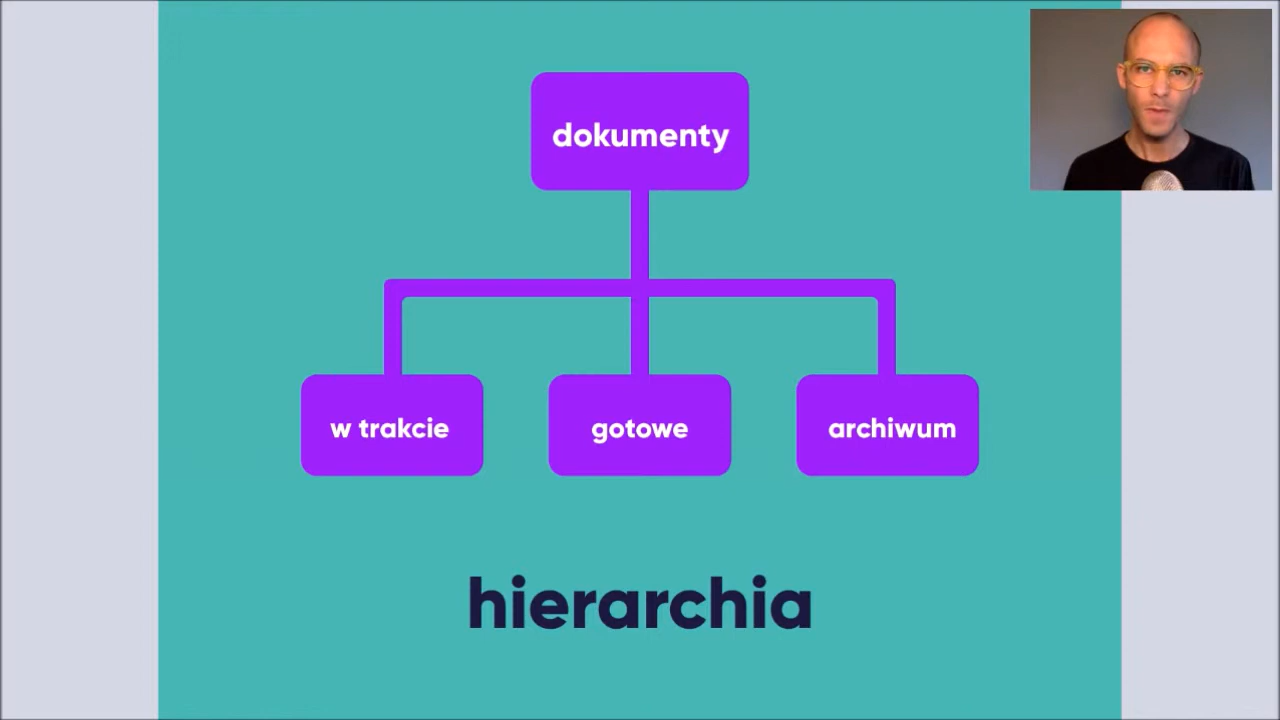 dokumenty
w trakcie
gotowe
archiwum
hierarchia